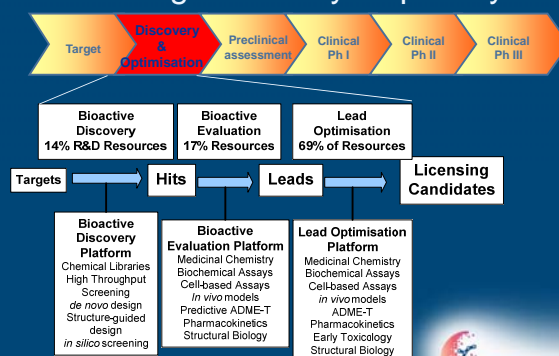 Target
Discovery
&
Optimisation
Preclinical
assessment
Clinical
Ph I
Clinical
Ph II
Clinical
Ph III
Bioactive
Discovery
14% R&D Resources
Bioactive
Evaluation
17% Resources
Lead
Optimisation
69% of Resources
Targets
Hits
Leads
Licensing
Candidates
Bioactive
Discovery
Platform
Chemical Libraries
High Throughput
Screening
de novo design
Structure-guided
design
in silico screening
Bioactive
Evaluation Platform
Medicinal Chemistry
Biochemical Assays
Cell-based Assays
In vivo models
Predictive ADME-T
Pharmacokinetics
Structural Biology
Lead Optimisation
Platform
Medicinal Chemistry
Biochemical Assays
Cell-based Assays
in vivo models
ADME-T
Pharmacokinetics
Early Toxicology
Structural Biology